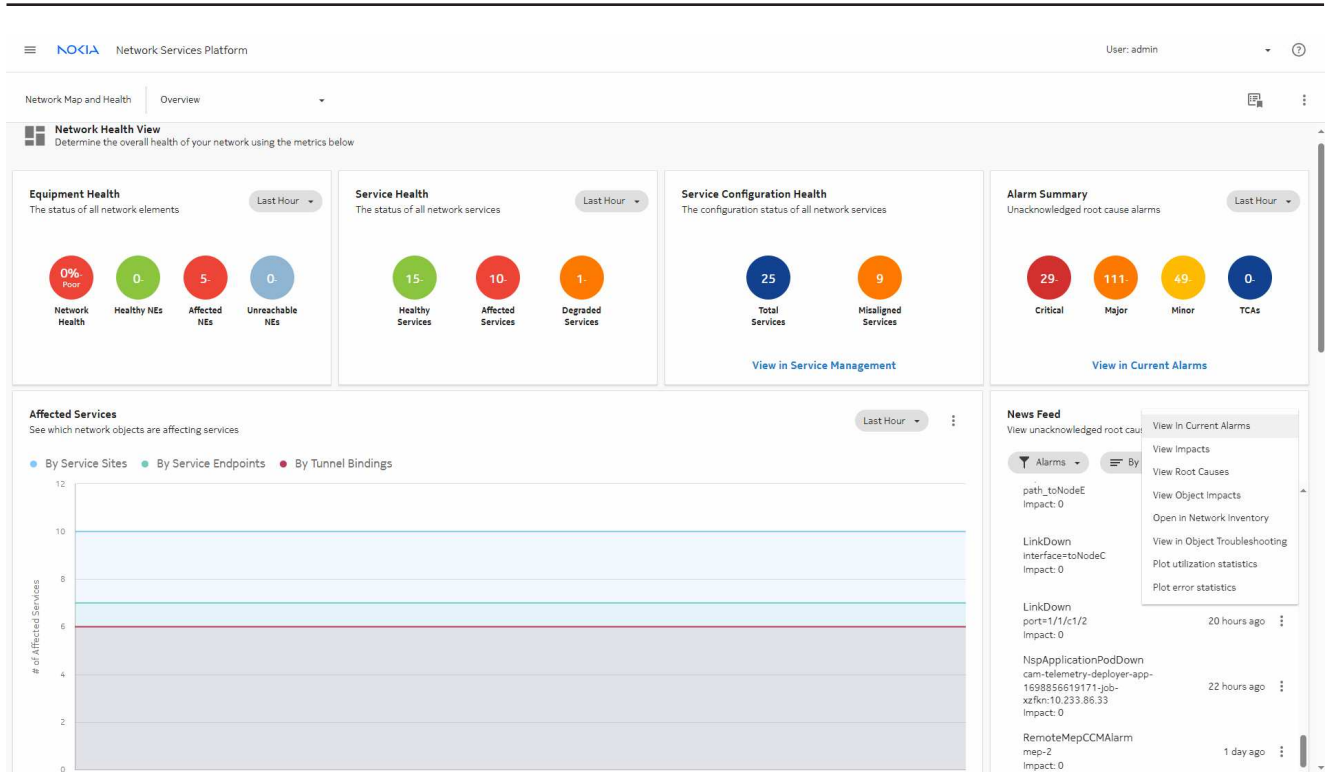 NOKIA Network Services Platform
User: admin
?
Network Map and Health
Overview
Network Health View
Determine the overall health of your network using the metrics below
Equipment Health
The status of all network elements
Last Hour
0%-
Poor
0-
5-
0-
Network
Health
Healthy NEs
Affected
NEs
Unreachable
NEs
Service Health
The status of all network services
Last Hour
15-
10-
1-
Healthy
Services
Affected
Services
Degraded
Services
Service Configuration Health
The configuration status of all network services
25
9
Total
Services
Misaligned
Services
View in Service Management
Alarm Summary
Unacknowledged root cause alarms
Last Hour
29-
111-
49-
0-
Critical
Major
Minor
TCAs
View in Current Alarms
Affected Services
See which network objects are affecting services
Last Hour
By Service Sites
By Service Endpoints
By Tunnel Bindings
# of Affected Services
12
10
8
6
4
2
0
News Feed
View unacknowledged root cau
Alarms
By
path_toNodeE
Impact: 0
LinkDown
interface=toNodeC
Impact: 0
LinkDown
port=1/1/c1/2
Impact: 0
20 hours ago
NspApplicationPodDown
cam-telemetry-deployer-app-
1698856619171-job-
xzfkn:10.233.86.33
Impact: 0
22 hours ago
RemoteMepCCMAlarm
mep-2
Impact: 0
1 day ago
View In Current Alarms
View Impacts
View Root Causes
View Object Impacts
Open in Network Inventory
View in Object Troubleshooting
Plot utilization statistics
Plot error statistics